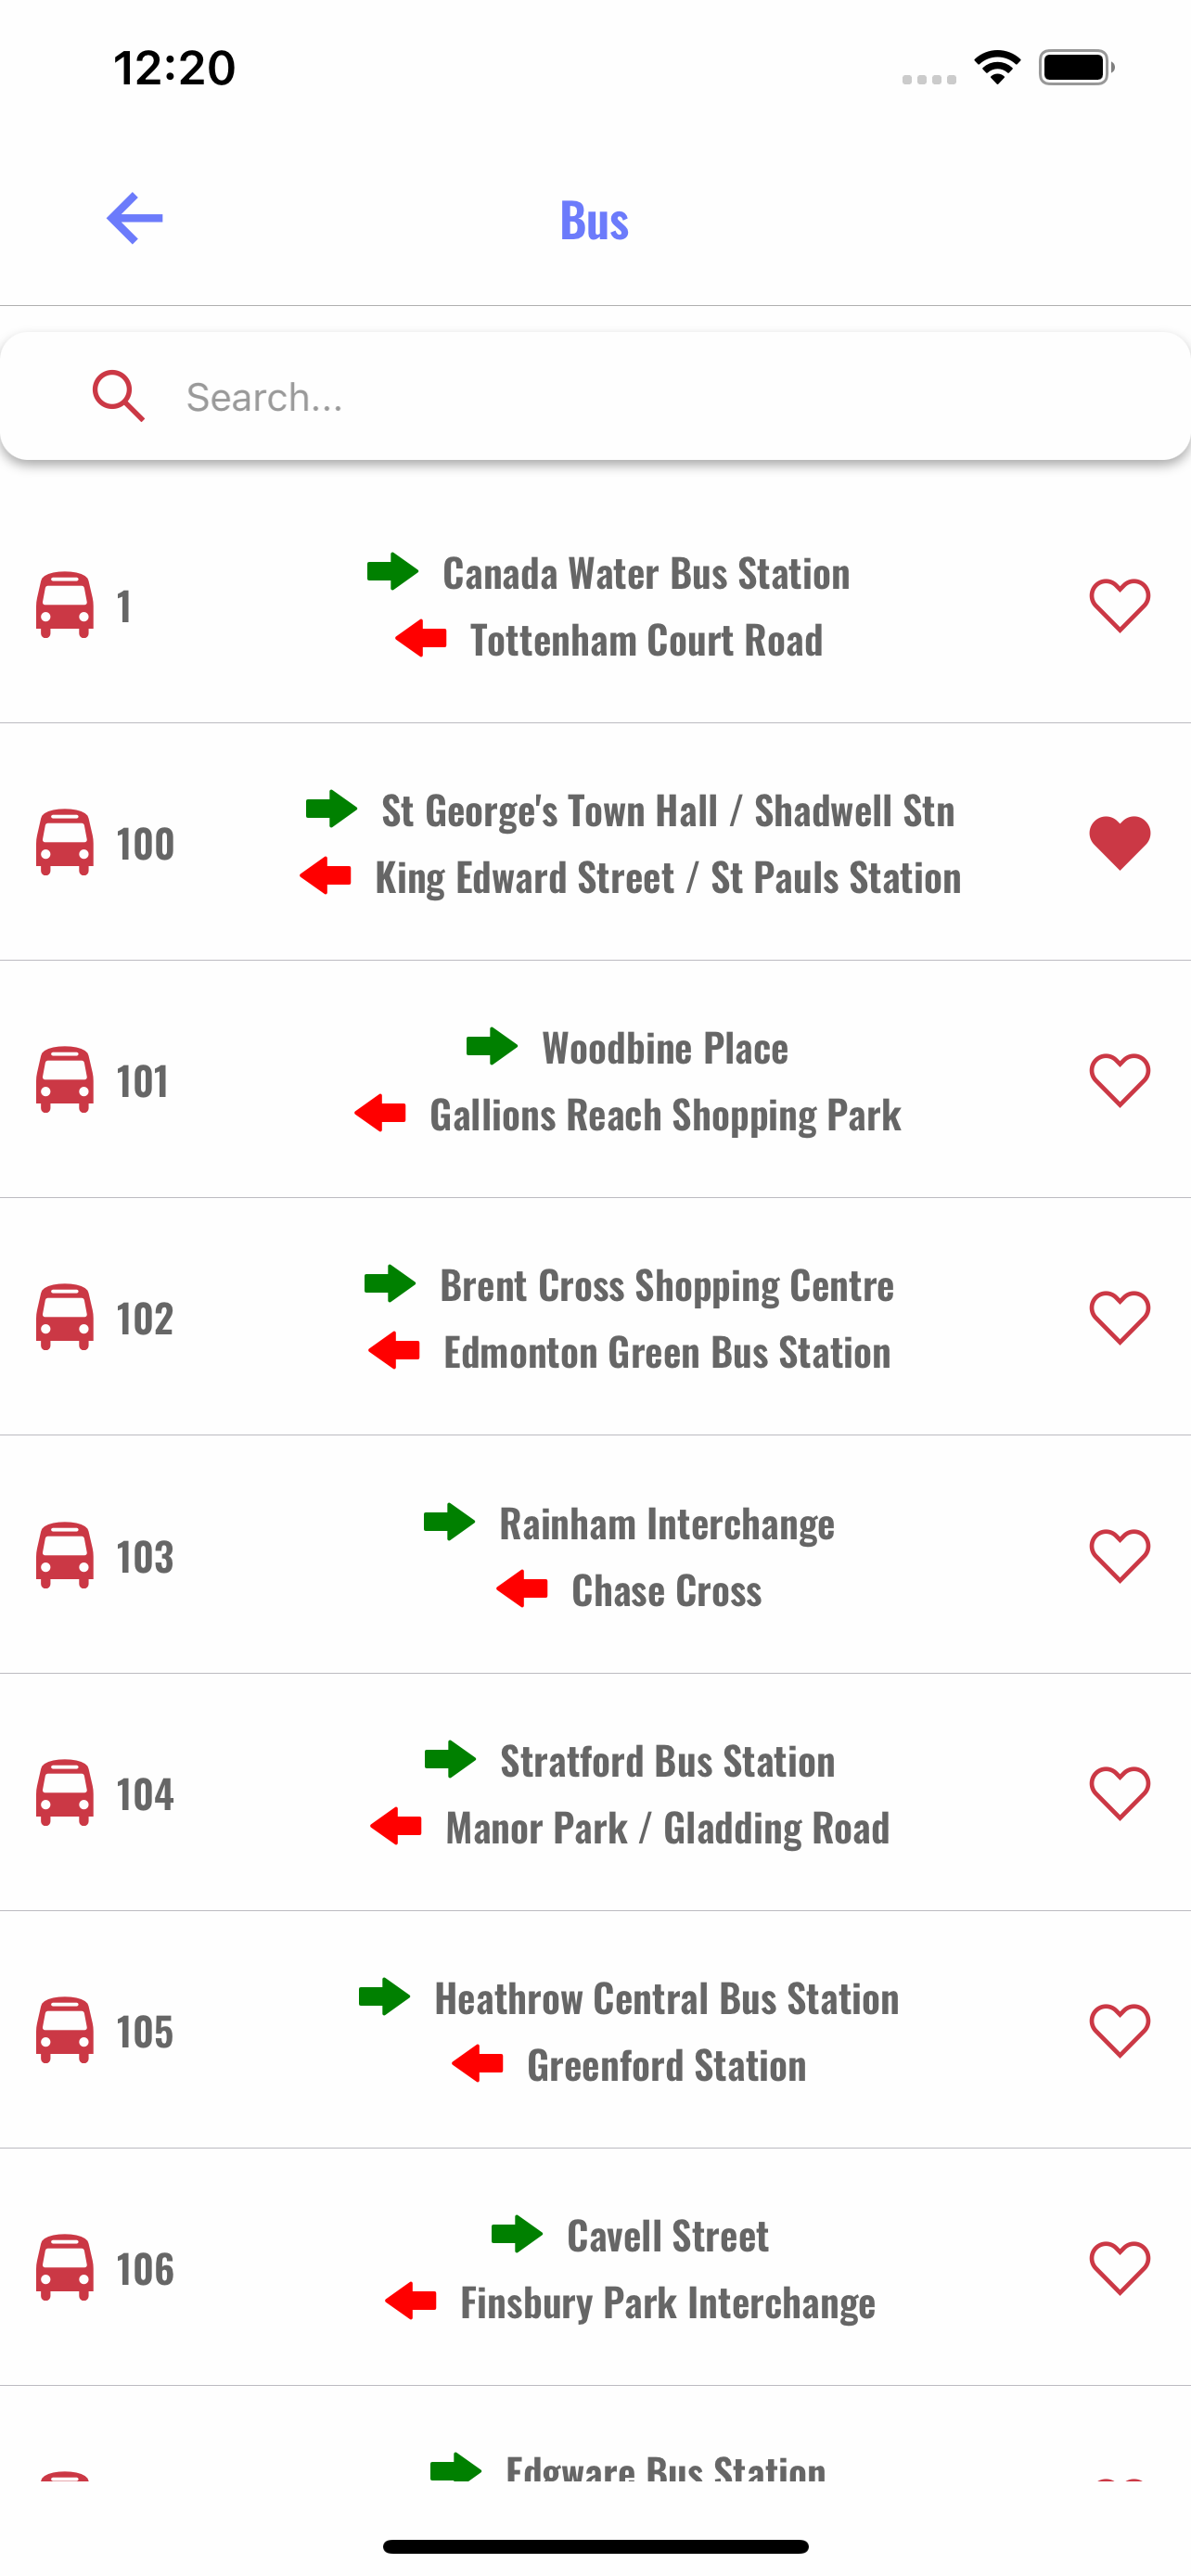 12:20
Bus
Search...
1
Canada Water Bus Station
Tottenham Court Road
100
St George's Town Hall / Shadwell Stn
King Edward Street / St Pauls Station
101
Woodbine Place
Gallions Reach Shopping Park
102
Brent Cross Shopping Centre
Edmonton Green Bus Station
103
Rainham Interchange
Chase Cross
104
Stratford Bus Station
Manor Park / Gladding Road
105
Heathrow Central Bus Station
Greenford Station
106
Cavell Street
Finsbury Park Interchange
Edgware Bus Station